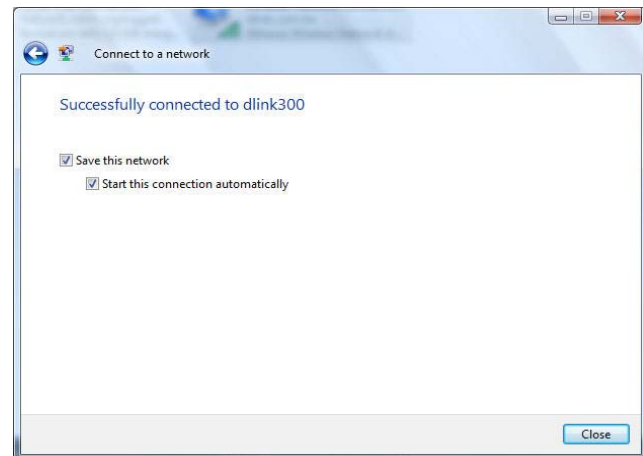 Connect to a network
Successfully connected to dlink300
Save this network
Start this connection automatically
Close